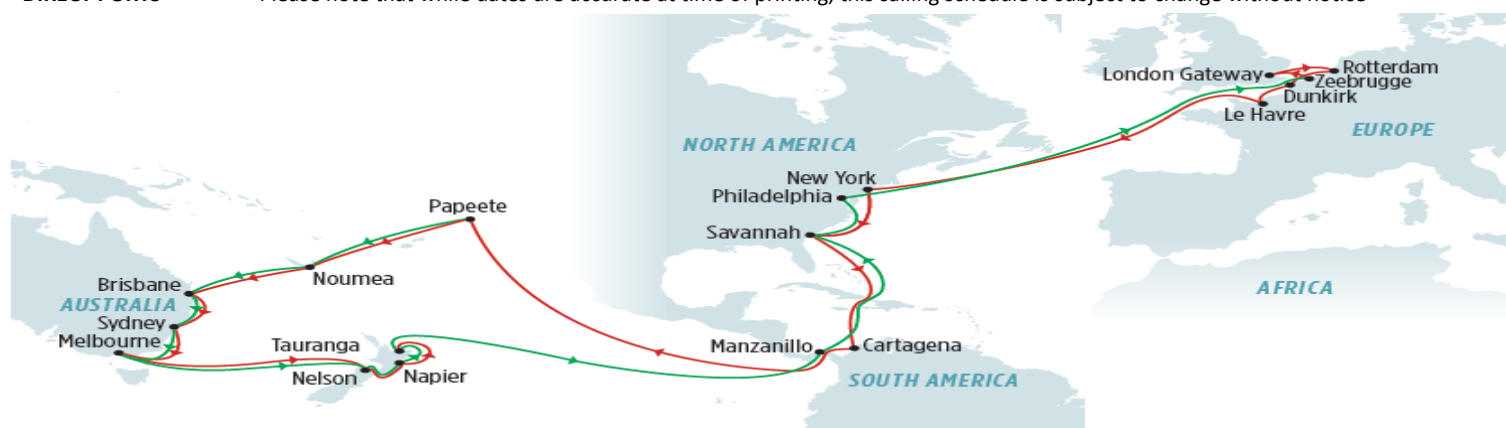 DIRECT PORTS Please note that while dates are accurate at time of printing, this sailing schedule is subject to change without notice
London Gateway
Rotterdam
Zeebrugge
Dunkirk
Le Havre
EUROPE
NORTH AMERICA
New York
Philadelphia
Savannah
Papeete
Noumea
Brisbane
AUSTRALIA
Sydney
Melbourne
Tauranga
Nelson
Napier
Manzanillo
Cartagena
SOUTH AMERICA
AFRICA